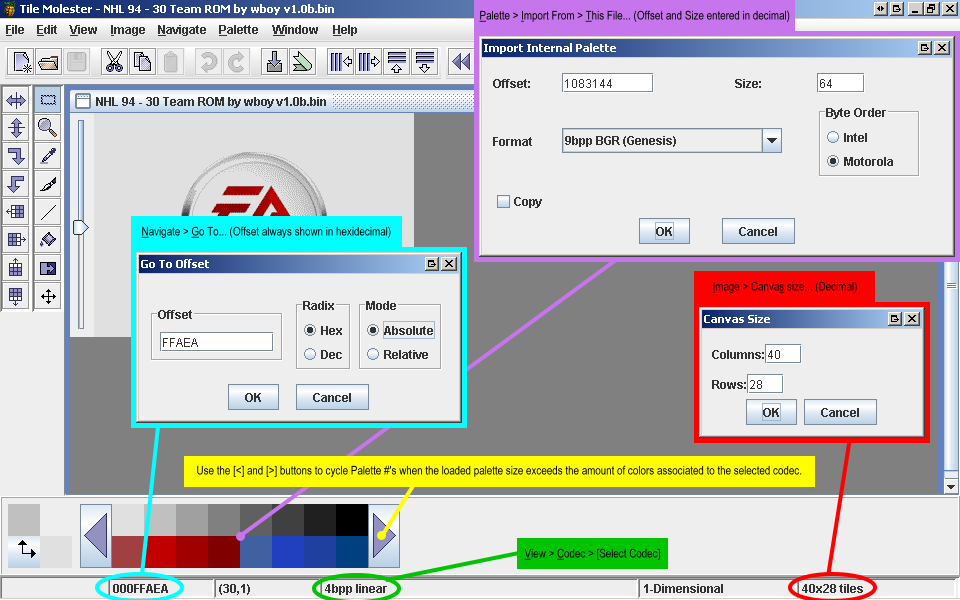 Tile Molester - NHL 94 - 30 Team ROM by wboy v1.0b.bin
File Edit View Image Navigate Palette Window Help
Palette > Import From > This File... (Offset and Size entered in decimal)
Import Internal Palette
Offset: 1083144 Size: 64
Byte Order
Intel
Format 9bpp BGR (Genesis)
Motorola
Copy
OK Cancel
NHL 94 - 30 Team ROM by wboy v1.0b.bin
EA
Navigate > Go To... (Offset always shown in hexidecimal)
Go To Offset
Offset
FFAEA
Radix
Hex
Dec
Mode
Absolute
Relative
OK Cancel
Image > Canvas size... (Decimal)
Canvas Size
Columns: 40
Rows: 28
OK Cancel
Use the [<] and [>] buttons to cycle Palette #'s when the loaded palette size exceeds the amount of colors associated to the selected codec.
View > Codec > [Select Codec]
000FFAEA (30,1) 4bpp linear 1-Dimensional 40x28 tiles